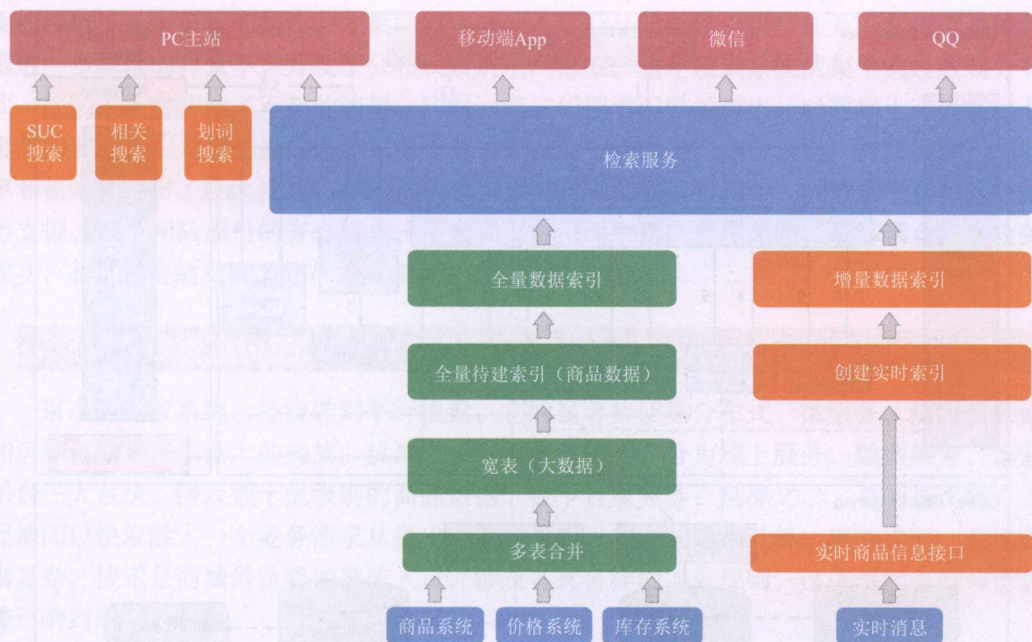 PC主站
移动端App
微信
QQ
SUC
搜索
相关
搜索
划词
搜索
检索服务
全量数据索引
增量数据索引
全量待建索引（商品数据）
创建实时索引
宽表（大数据）
多表合并
实时商品信息接口
商品系统
价格系统
库存系统
实时消息